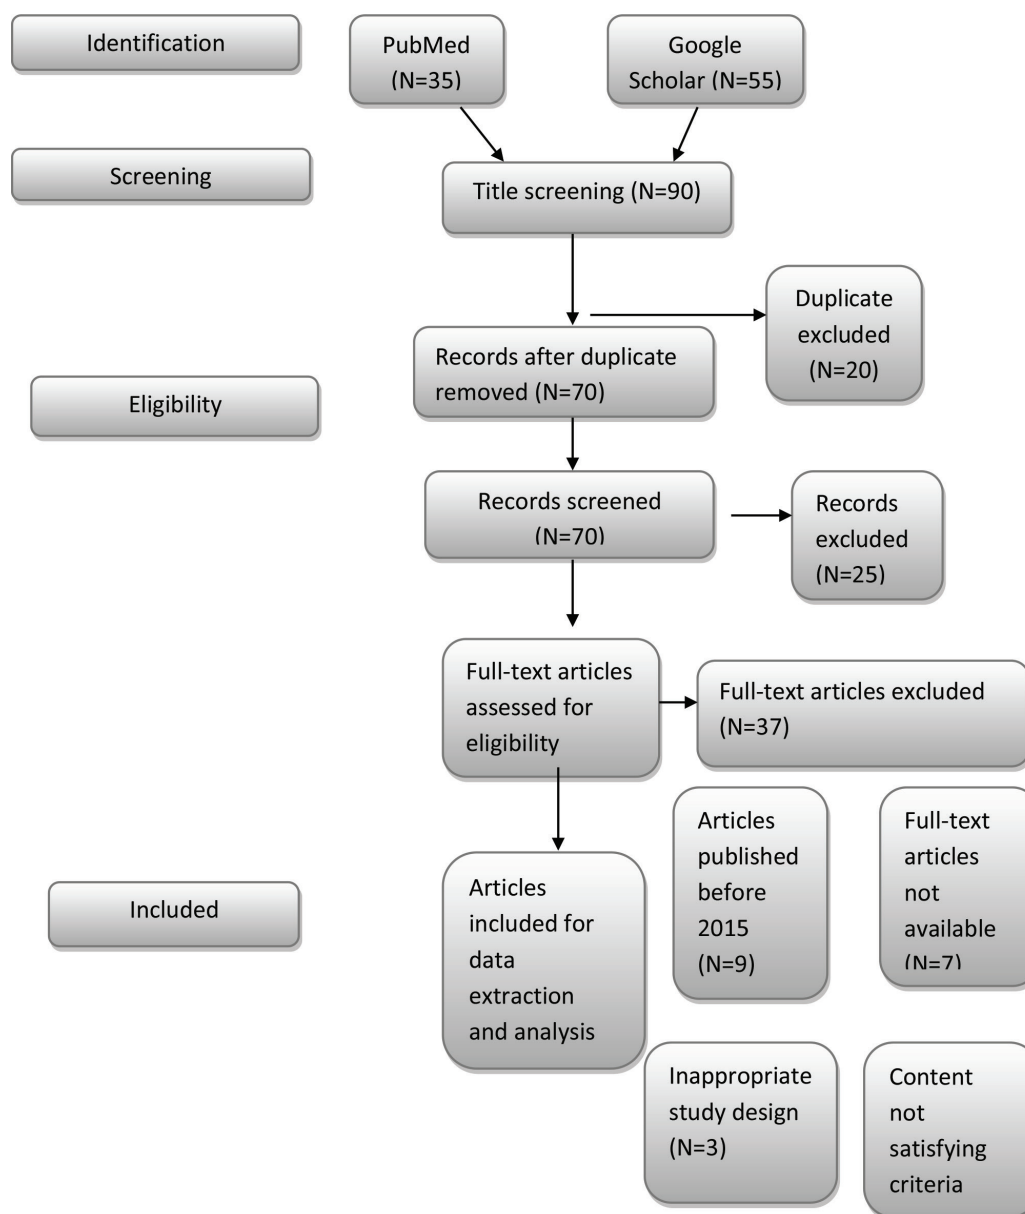 Identification
PubMed
(N=35)
Google
Scholar (N=55)
Screening
Title screening (N=90)
Duplicate
excluded
(N=20)
Records after duplicate
removed (N=70)
Eligibility
Records screened
(N=70)
Records
excluded
(N=25)
Full-text articles
assessed for
eligibility
Full-text articles excluded
(N=37)
Articles
published
before
2015
(N=9)
Full-text
articles
not
available
(N=7)
Included
Articles
included for
data
extraction
and analysis
Inappropriate
study design
(N=3)
Content
not
satisfying
criteria